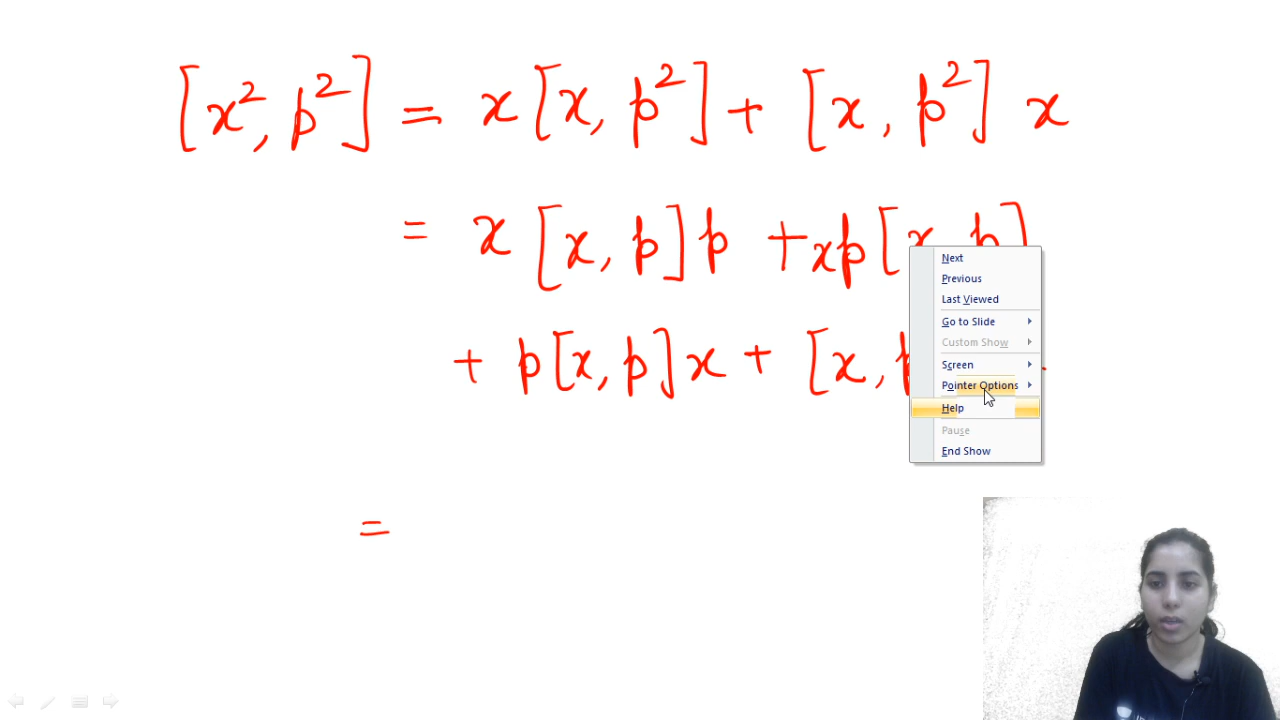 [x², p²] = x[x, p²] + [x, p²] x
= x [x, p] p + xp[x, p]
+ p[x, p] x + [x, p
=
Next
Previous
Last Viewed
Go to Slide
Custom Show
Screen
Pointer Options
Help
Pause
End Show